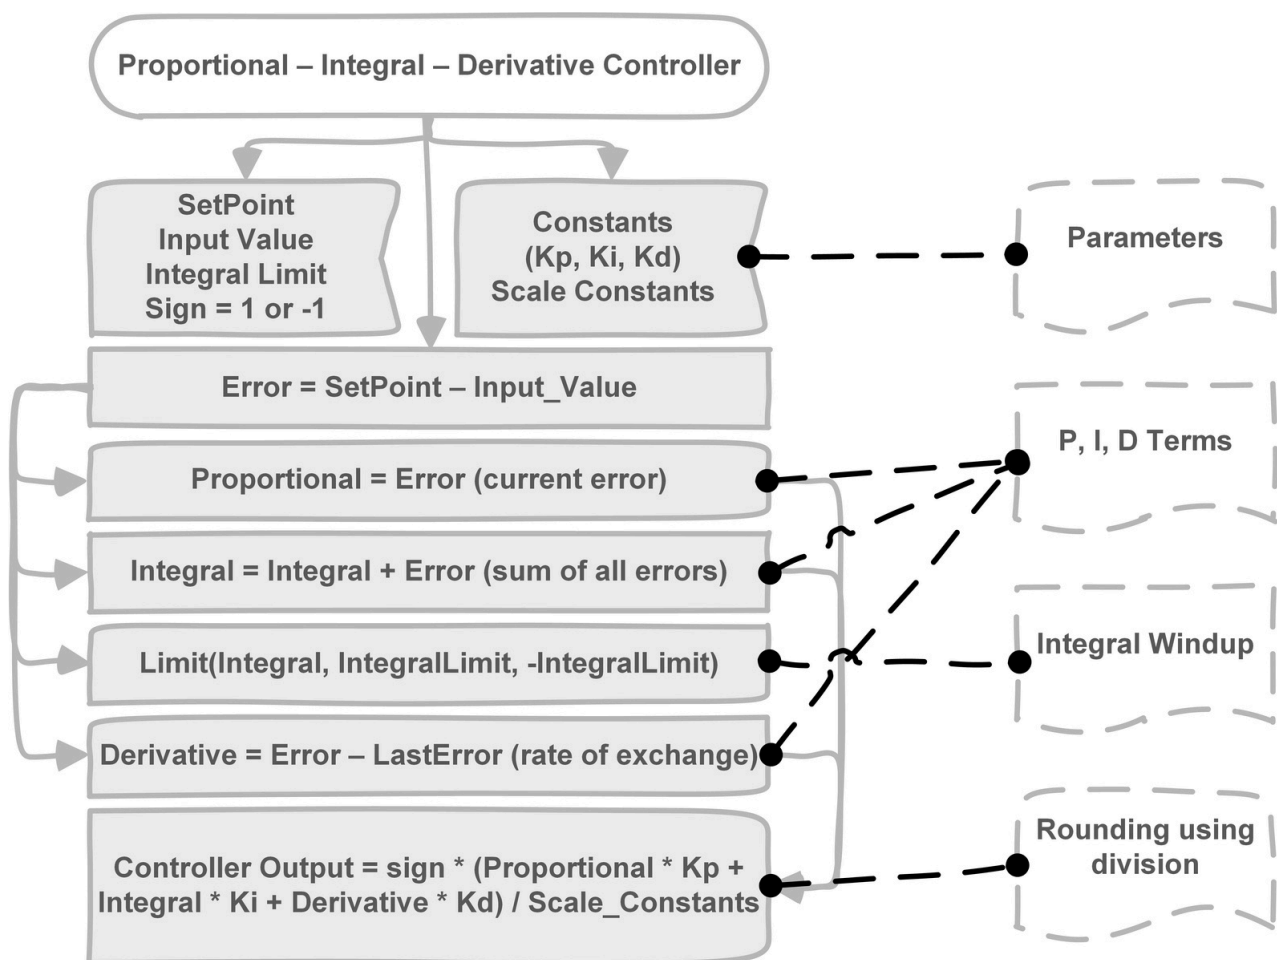 Proportional – Integral – Derivative Controller
SetPoint
Input Value
Integral Limit
Sign = 1 or -1
Constants
(Kp, Ki, Kd)
Scale Constants
Parameters
Error = SetPoint – Input_Value
P, I, D Terms
Proportional = Error (current error)
Integral = Integral + Error (sum of all errors)
Limit(Integral, IntegralLimit, -IntegralLimit)
Integral Windup
Derivative = Error – LastError (rate of exchange)
Controller Output = sign * (Proportional * Kp +
Integral * Ki + Derivative * Kd) / Scale_Constants
Rounding using
division